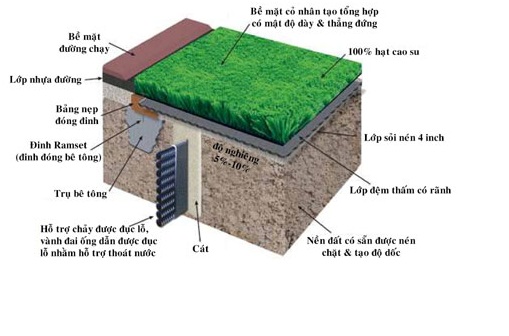 Bề mặt cỏ nhân tạo tổng hợp
có mật độ dày & thẳng đứng
Bề mặt
đường chạy
100% hạt cao su
Lớp nhựa đường
Bảng nẹp
đóng đinh
Đinh Ramset
(đinh đóng bê tông)
Lớp sỏi nén 4 inch
độ nghiêng
5%-10%
Trụ bê tông
Lớp đệm thấm có rãnh
Hỗ trợ chảy được đục lỗ,
vành đai ống dẫn được đục
lỗ nhằm hỗ trợ thoát nước
Cát
Nền đất có sẵn được nén
chặt & tạo độ dốc